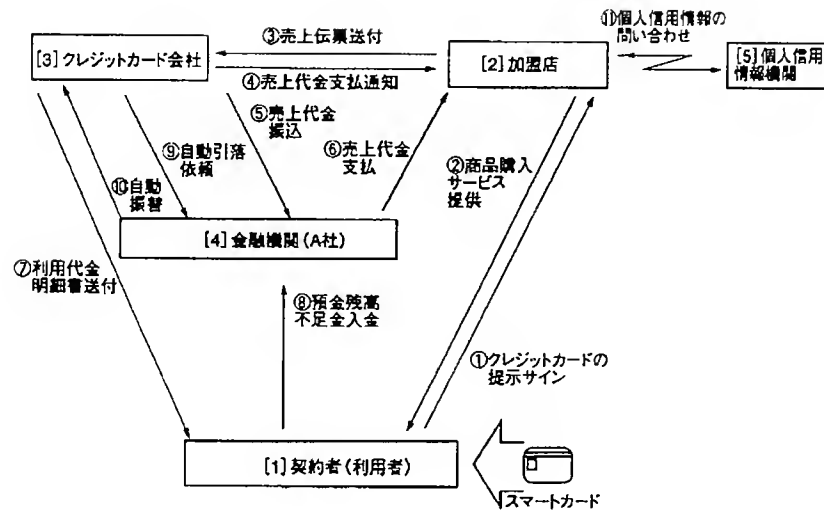 ⑪個人信用情報の
問い合わせ
③売上伝票送付
[3]クレジットカード会社
[2]加盟店
[5]個人信用
情報機関
④売上代金支払通知
⑤売上代金
振込
⑥売上代金
支払
⑨自動引落
依頼
②商品購入
サービス
提供
⑩自動
振替
[4]金融機関(A社)
⑦利用代金
明細書送付
⑧預金残高
不足金入金
①クレジットカードの
提示サイン
[1]契約者(利用者)
スマートカード